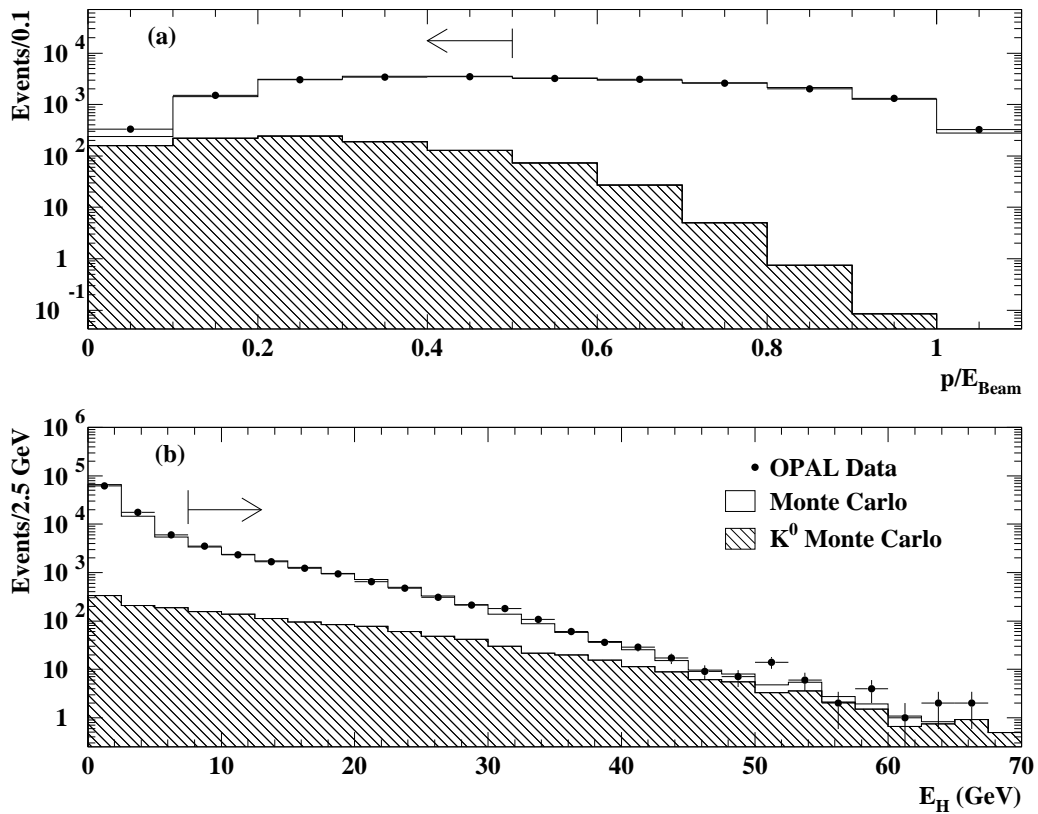 (a)
Events/0.1
10^4
10^3
10^2
10
1
10^-1
0 0.2 0.4 0.6 0.8 1
p/E_Beam
(b)
Events/2.5 GeV
10^6
10^5
10^4
10^3
10^2
10
1
OPAL Data
Monte Carlo
K^0 Monte Carlo
0 10 20 30 40 50 60 70
E_H (GeV)